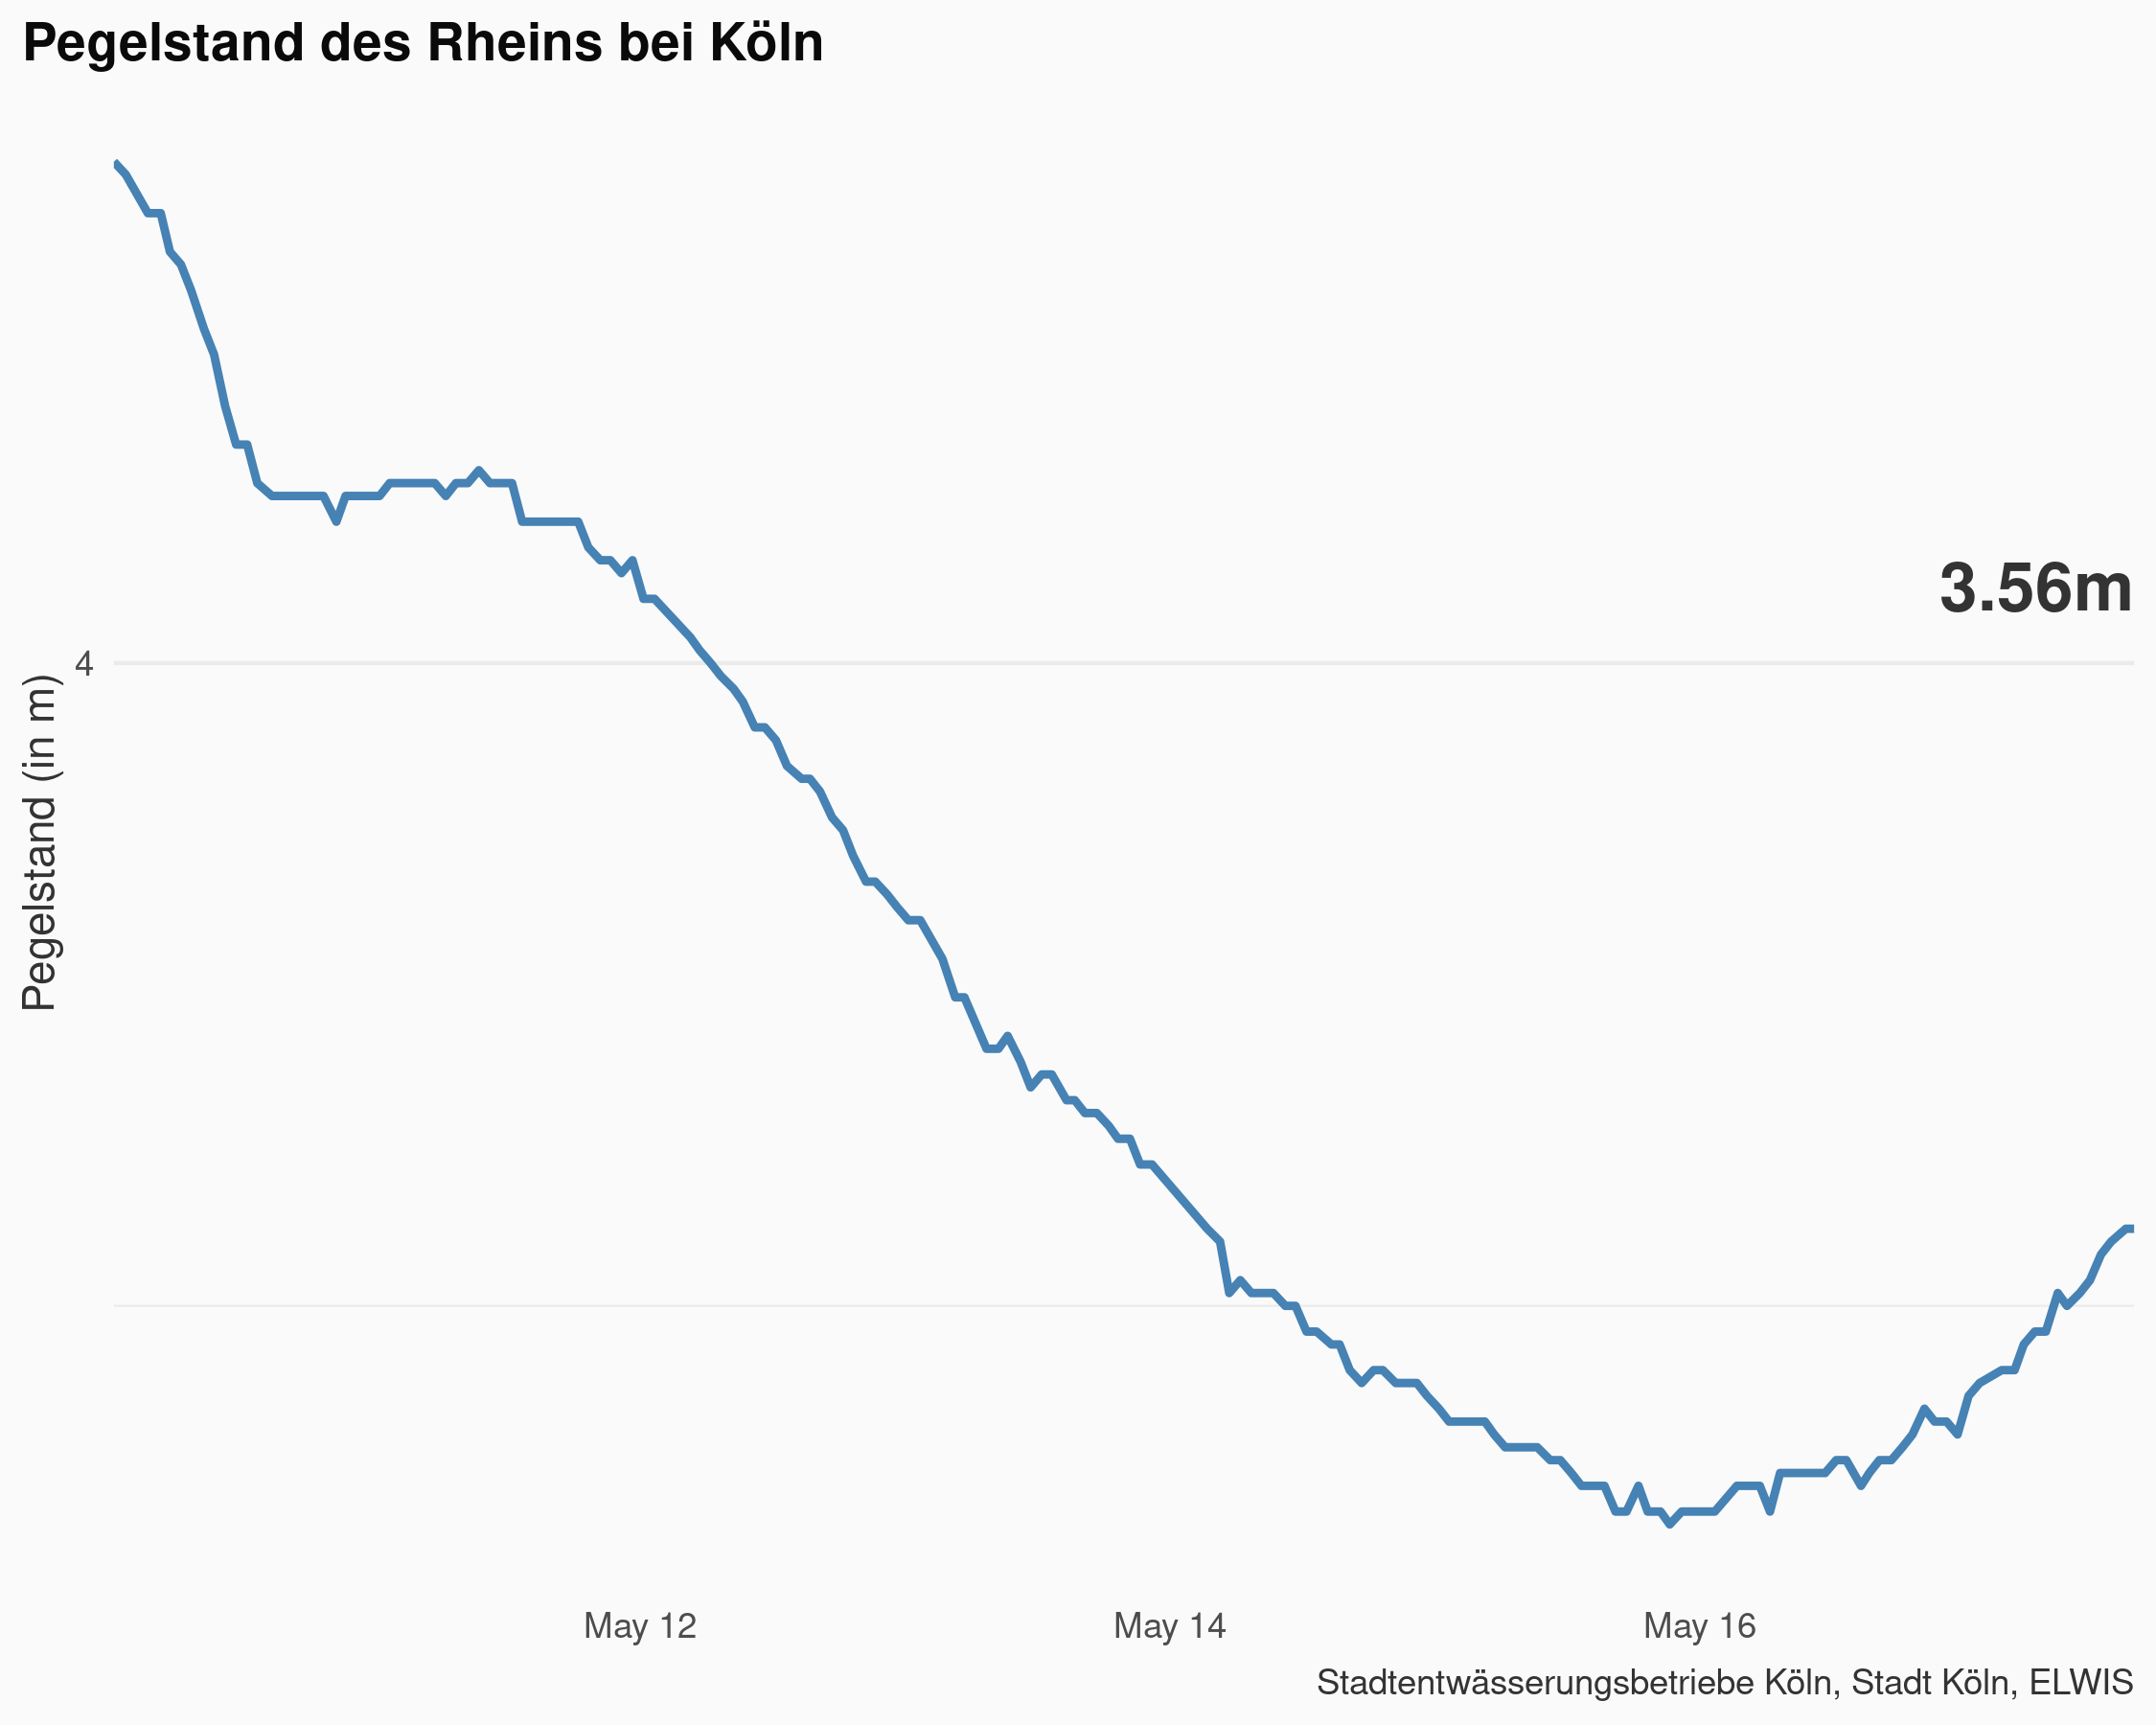 Pegelstand des Rheins bei Köln
3.56m
4
Pegelstand (in m)
May 12
May 14
May 16
Stadtentwässerungsbetriebe Köln, Stadt Köln, ELWIS